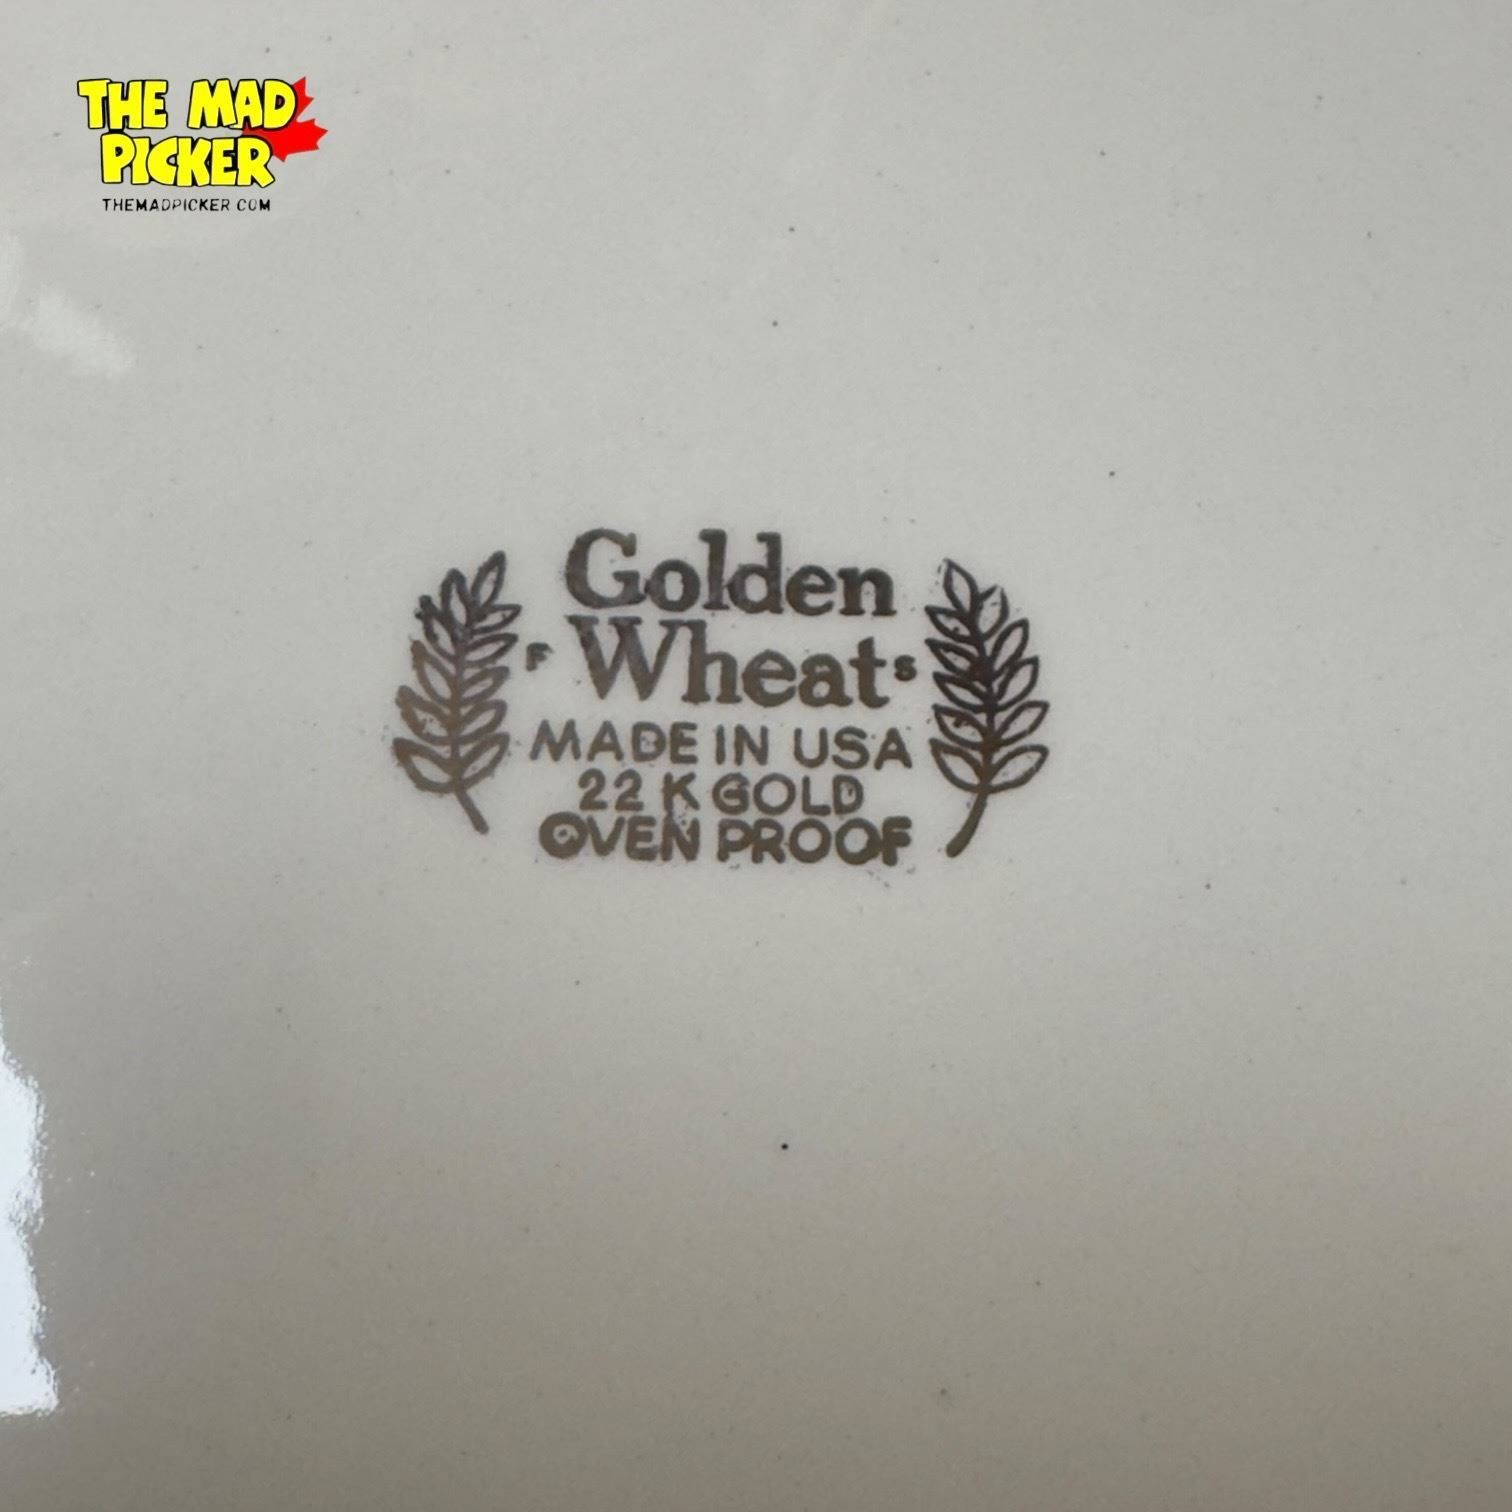 THE MAD
PICKER
THEMADPICKER.COM
Golden
F Wheat S
MADE IN USA
22 K GOLD
OVEN PROOF